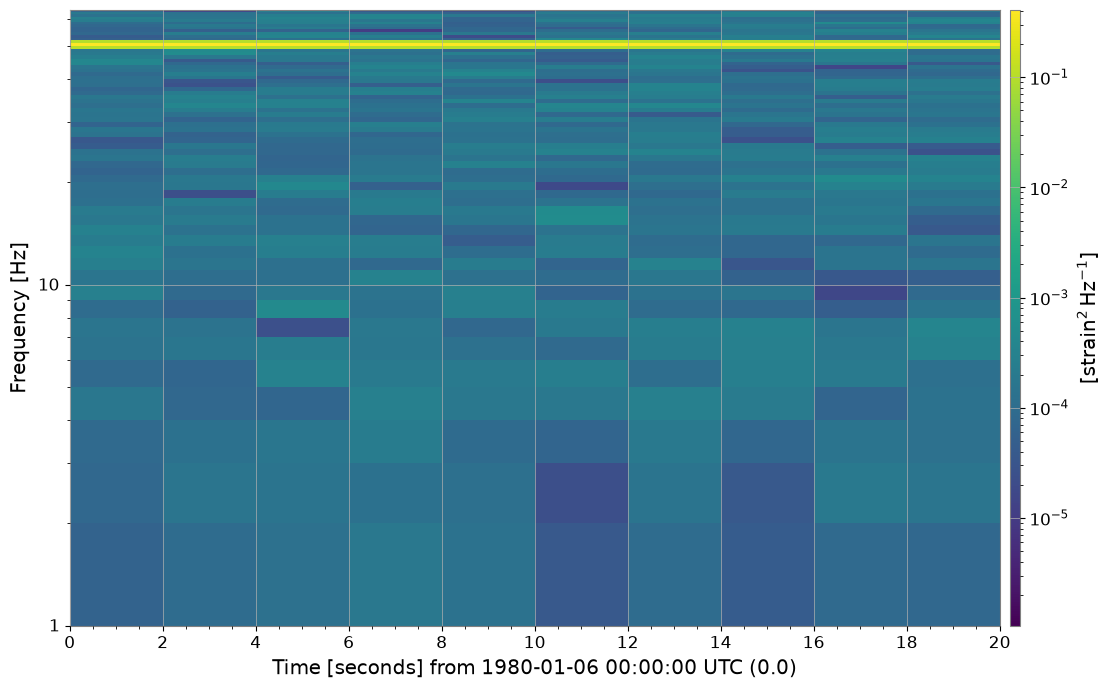 Frequency [Hz]
10
1
0 2 4 6 8 10 12 14 16 18 20
Time [seconds] from 1980-01-06 00:00:00 UTC (0.0)
10⁻¹
10⁻²
10⁻³
10⁻⁴
10⁻⁵
[strain² Hz⁻¹]